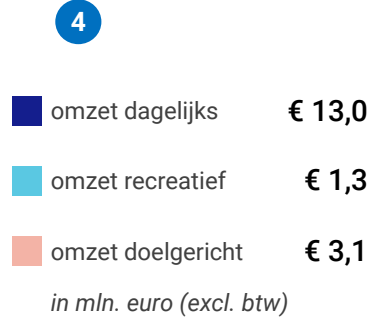 4
omzet dagelijks € 13,0
omzet recreatief € 1,3
omzet doelgericht € 3,1
in mln. euro (excl. btw)